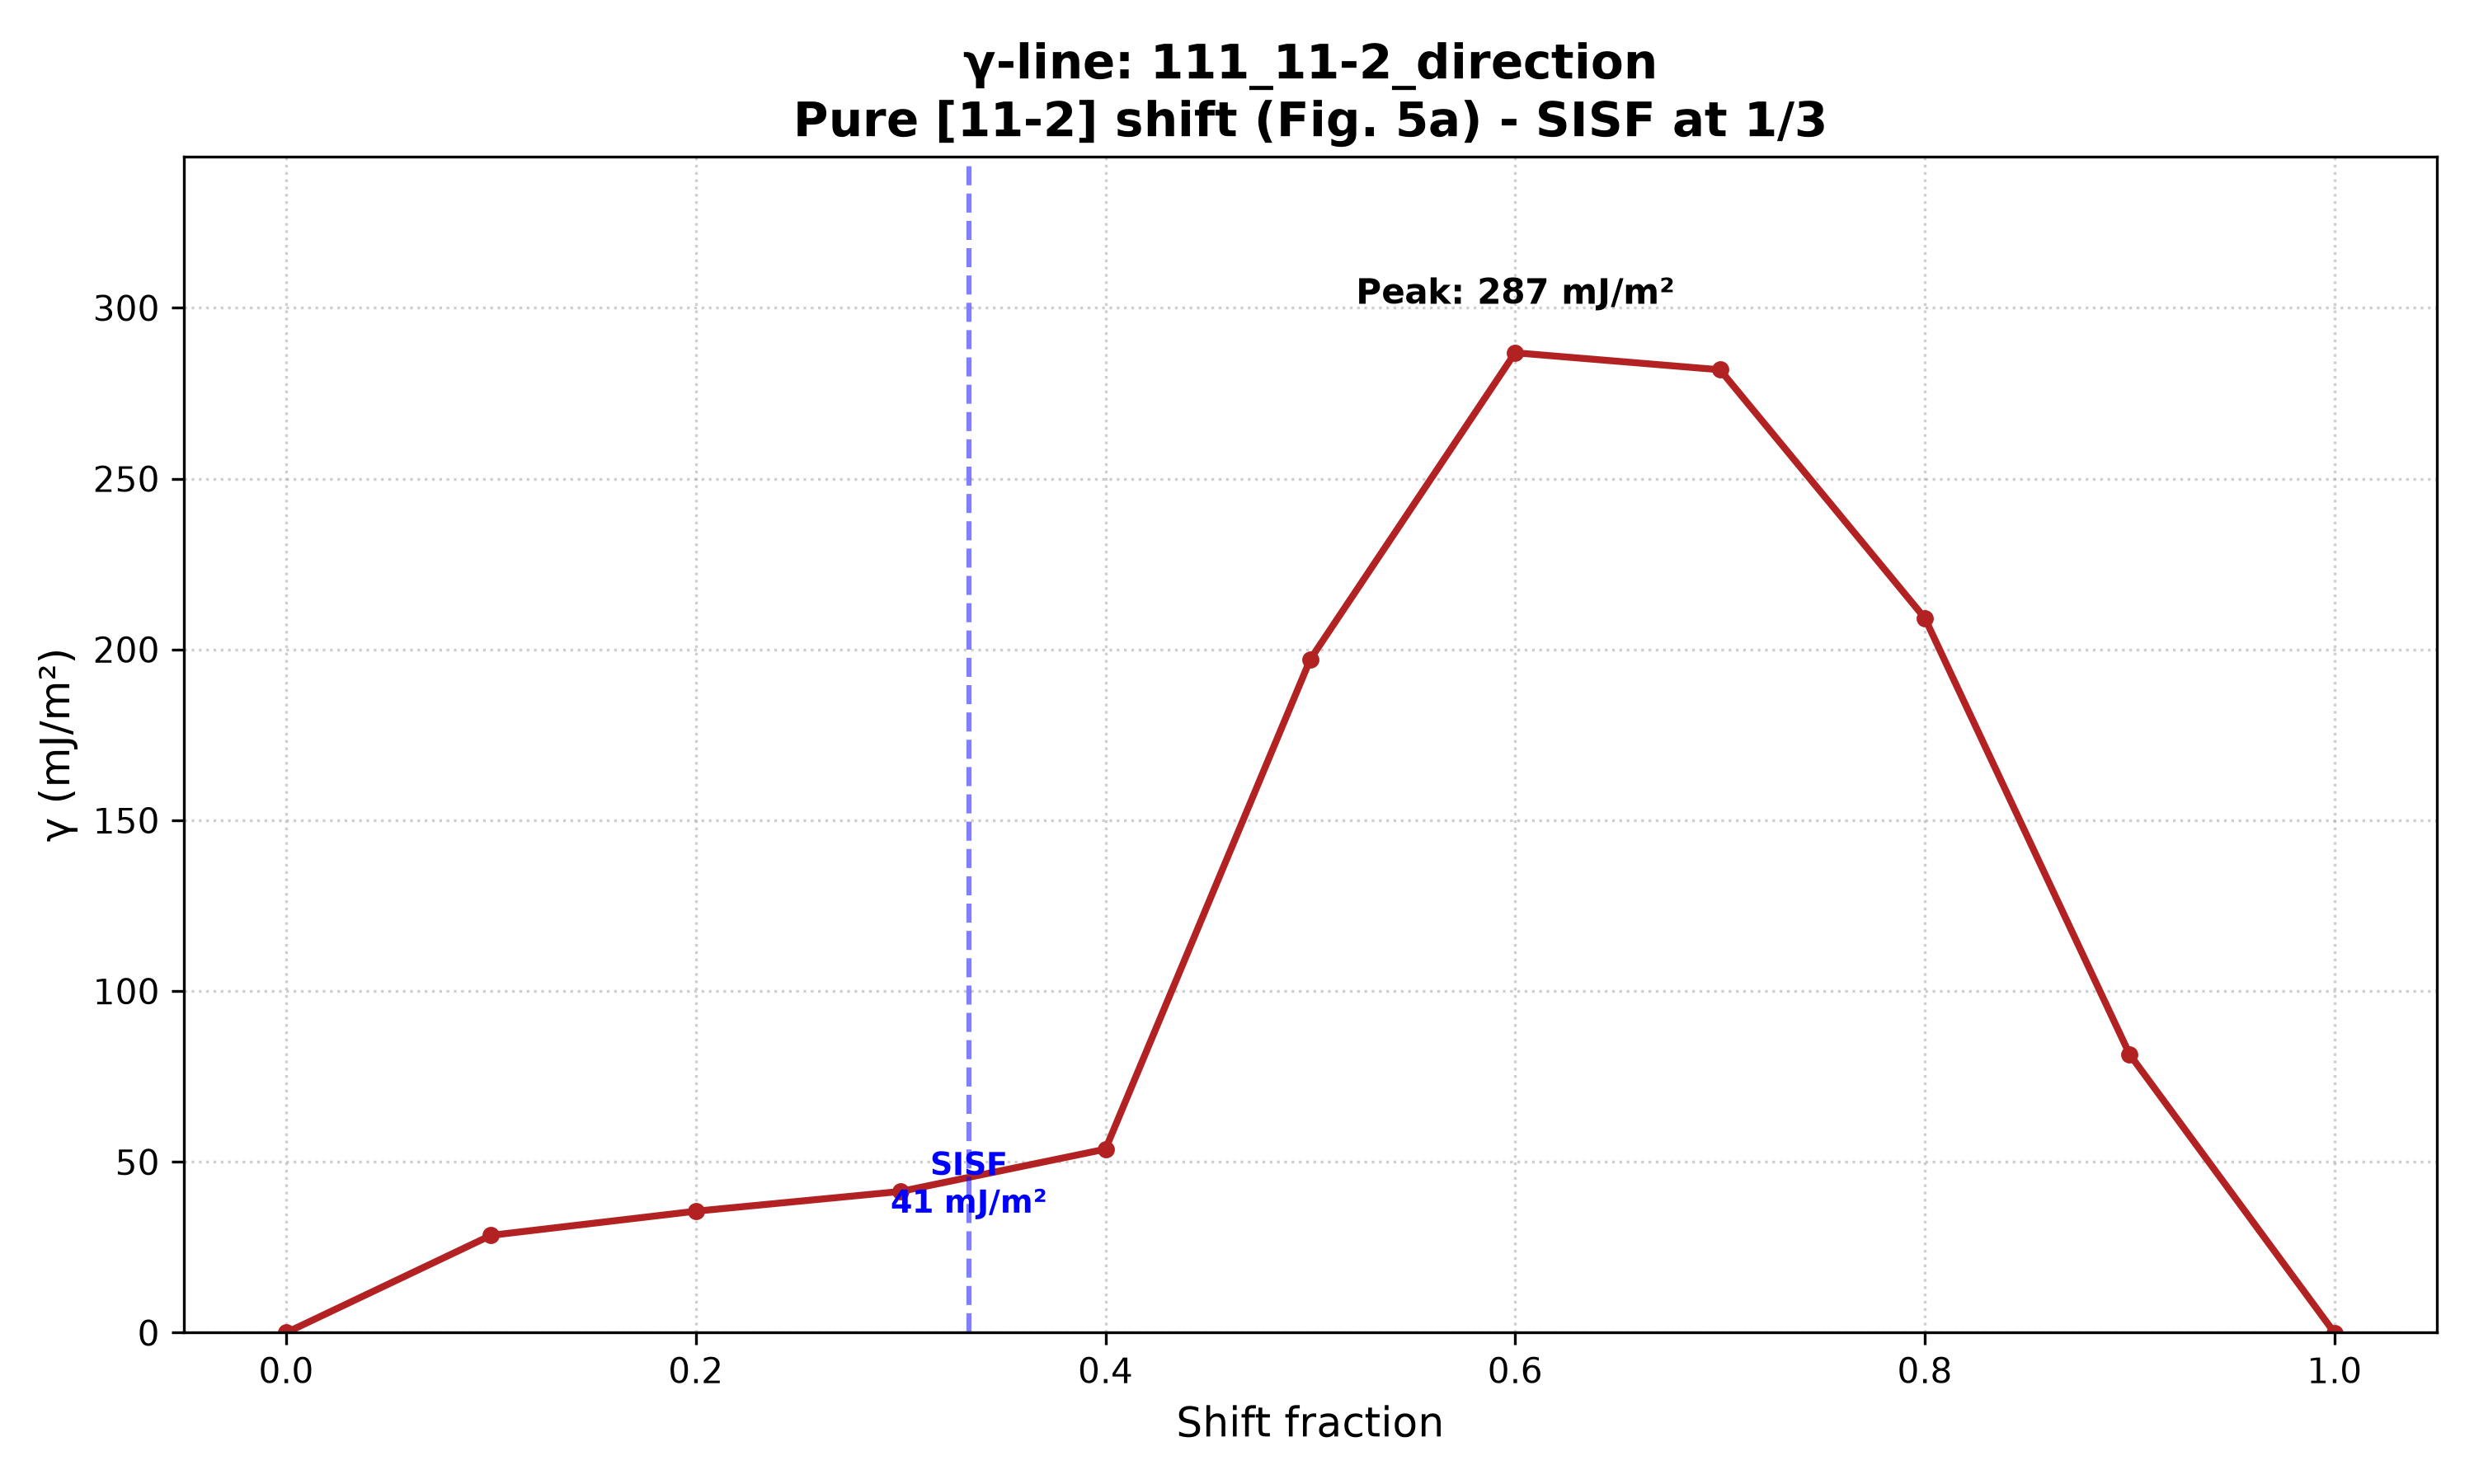 γ-line: 111_11-2_direction
Pure [11-2] shift (Fig. 5a) - SISF at 1/3
Peak: 287 mJ/m²
SISF
41 mJ/m²
γ (mJ/m²)
300
250
200
150
100
50
0
0.0 0.2 0.4 0.6 0.8 1.0
Shift fraction